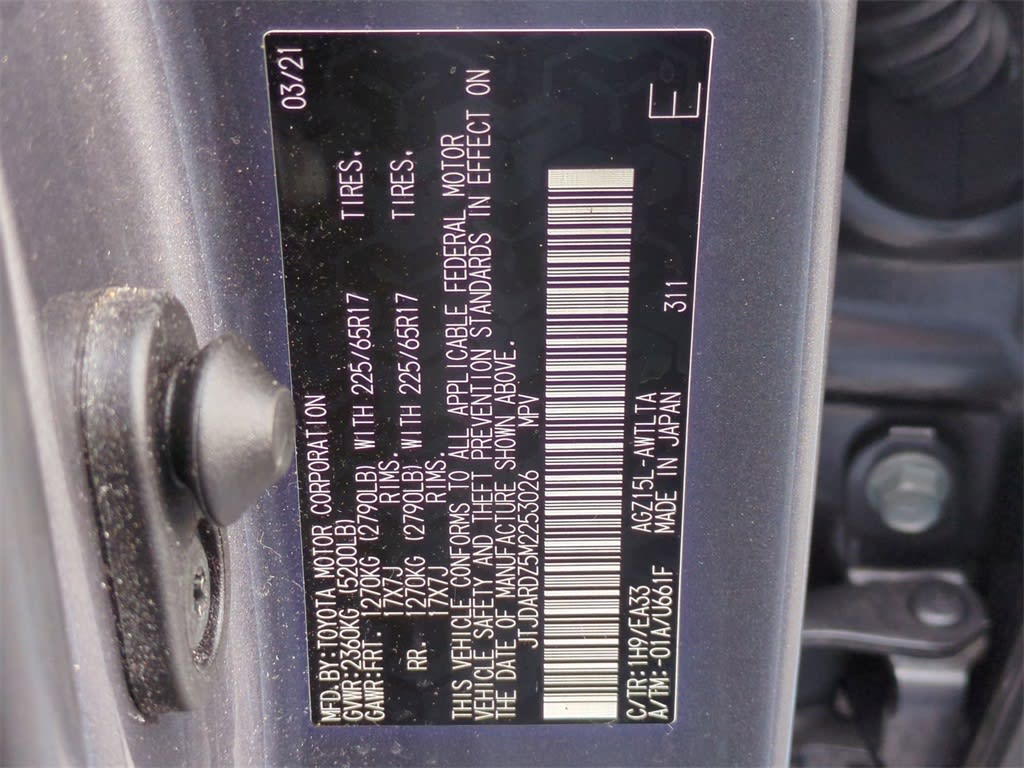 MFD.BY:TOYOTA MOTOR CORPORATION 03/21
GVWR:2360KG (5200LB)
GAWR:FRT. 1270KG (2790LB) WITH 225/65R17 TIRES.
17X7J RIMS.
RR. 1270KG (2790LB) WITH 225/65R17 TIRES.
17X7J RIMS.
THIS VEHICLE CONFORMS TO ALL APPLICABLE FEDERAL MOTOR
VEHICLE SAFETY AND THEFT PREVENTION STANDARDS IN EFFECT ON
THE DATE OF MANUFACTURE SHOWN ABOVE.
JTJDARDZ5M2253026 MPV
C/TR:1H9/EA33 AGZ15L-AWTLTA 311
A/TM:-01A/U661F MADE IN JAPAN
E